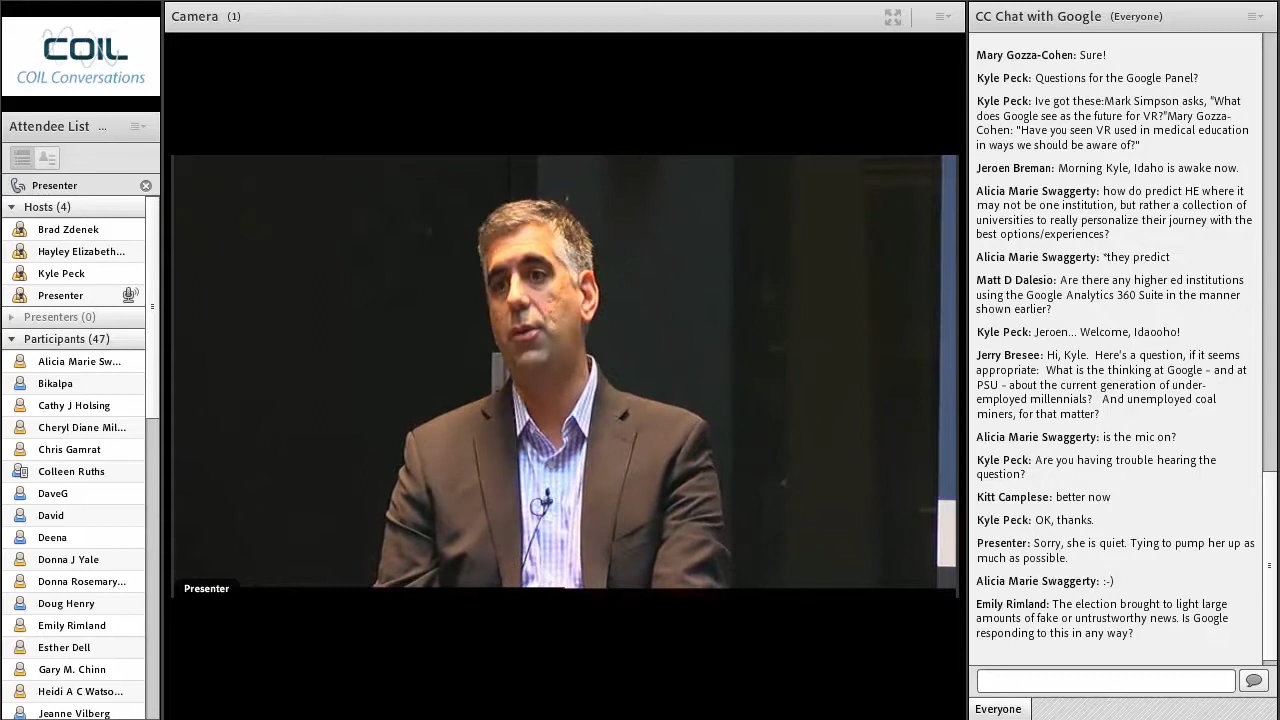 COIL
COIL Conversations
Attendee List ...
Presenter
Hosts (4)
Brad Zdenek
Hayley Elizabeth...
Kyle Peck
Presenter
Presenters (0)
Participants (47)
Alicia Marie Sw...
Bikalpa
Cathy J Holsing
Cheryl Diane Mil...
Chris Gamrat
Colleen Ruths
DaveG
David
Deena
Donna J Yale
Donna Rosemary...
Doug Henry
Emily Rimland
Esther Dell
Gary M. Chinn
Heidi A C Watso...
Jeanne Vilberg
Camera (1)
Presenter
CC Chat with Google (Everyone)
Mary Gozza-Cohen: Sure!
Kyle Peck: Questions for the Google Panel?
Kyle Peck: Ive got these:Mark Simpson asks, "What
does google see as the future for VR?"Mary Gozza-
Cohen: "Have you seen VR used in medical education
in ways we should be aware of?"
Jeroen Breman: Morning Kyle, Idaho is awake now.
Alicia Marie Swaggerty: how do predict HE where it
may not be one institution, but rather a collection of
universities to really personalize their journey with the
best options/experiences?
Alicia Marie Swaggerty: *they predict
Matt D Dalesio: Are there any higher ed institutions
using the Google Analytics 360 Suite in the manner
shown earlier?
Kyle Peck: Jeroen... Welcome, Idaooho!
Jerry Bresee: Hi, Kyle. Here's a question, if it seems
appropriate: What is the thinking at Google – and at
PSU – about the current generation of under-
employed millennials? And unemployed coal
miners, for that matter?
Alicia Marie Swaggerty: is the mic on?
Kyle Peck: Are you having trouble hearing the
question?
Kitt Camplese: better now
Kyle Peck: OK, thanks.
Presenter: Sorry, she is quiet. Tying to pump her up as
much as possible.
Alicia Marie Swaggerty: :-)
Emily Rimland: The election brought to light large
amounts of fake or untrustworthy news. Is Google
responding to this in any way?
Everyone